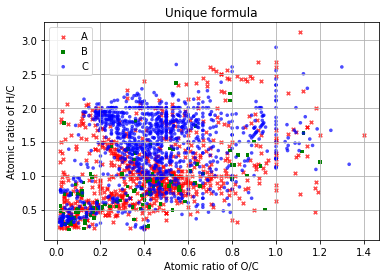 Unique formula
A
B
C
Atomic ratio of H/C
3.0
2.5
2.0
1.5
1.0
0.5
0.0 0.2 0.4 0.6 0.8 1.0 1.2 1.4
Atomic ratio of O/C